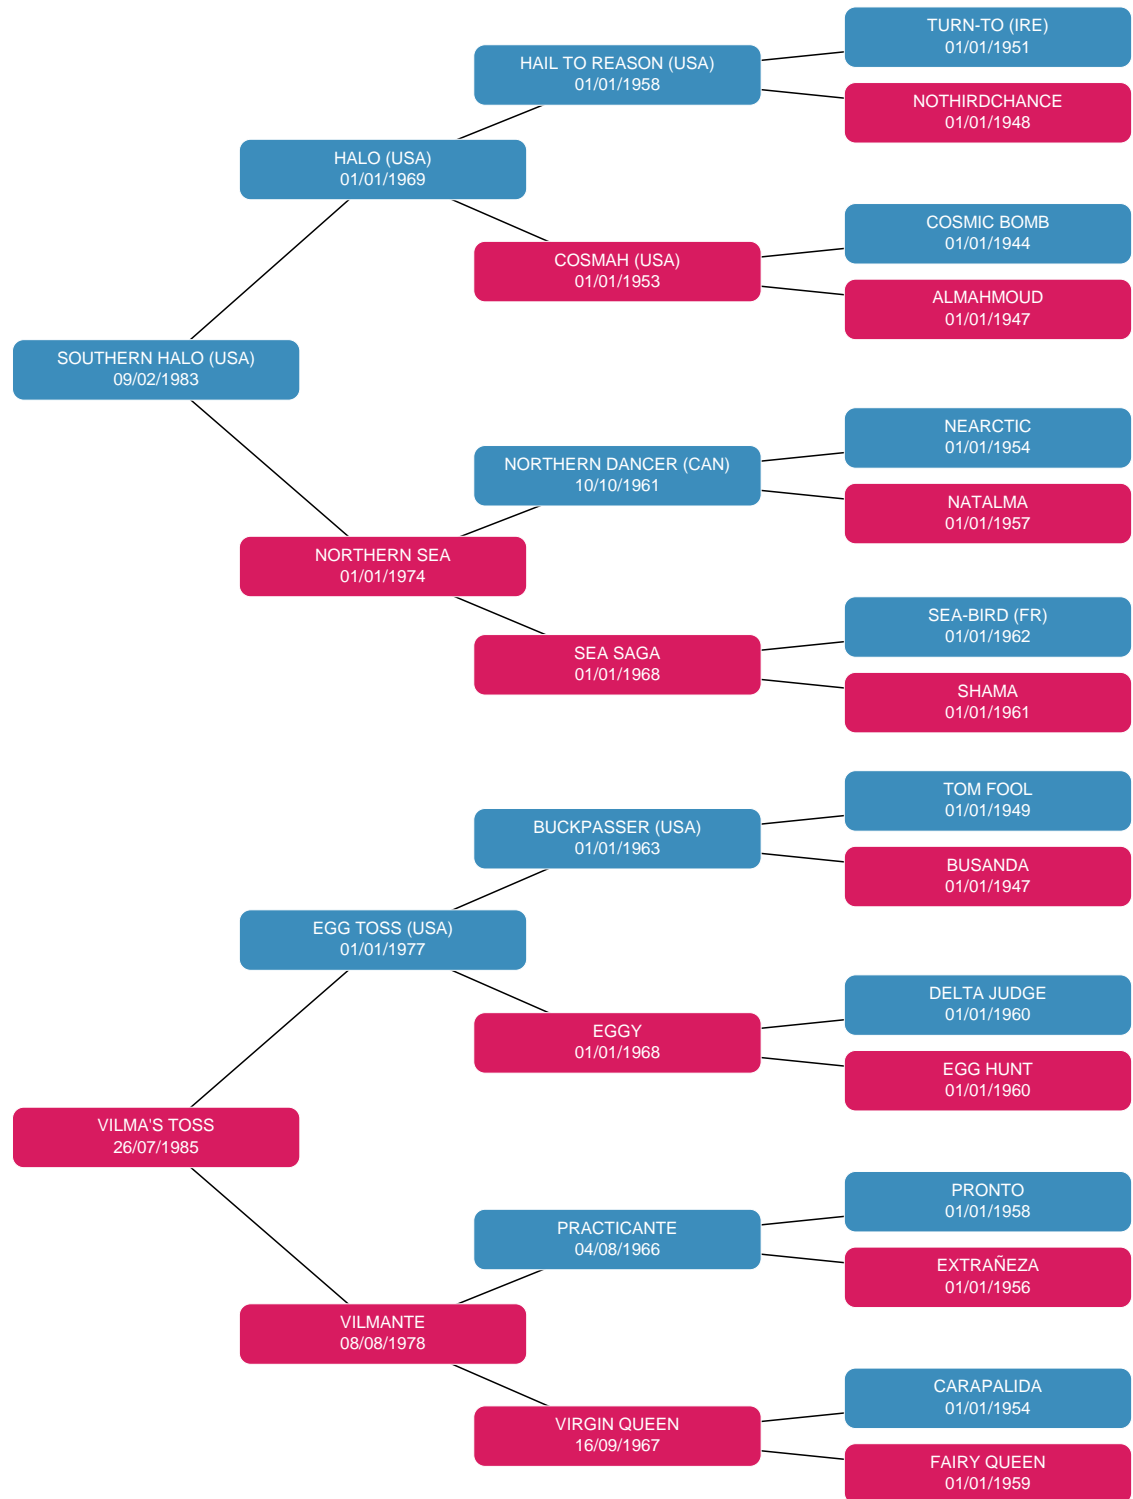 TURN-TO (IRE)
01/01/1951
HAIL TO REASON (USA)
01/01/1958
NOTHIRDCHANCE
01/01/1948
HALO (USA)
01/01/1969
COSMIC BOMB
01/01/1944
COSMAH (USA)
01/01/1953
ALMAHMOUD
01/01/1947
SOUTHERN HALO (USA)
09/02/1983
NEARCTIC
01/01/1954
NORTHERN DANCER (CAN)
10/10/1961
NATALMA
01/01/1957
NORTHERN SEA
01/01/1974
SEA-BIRD (FR)
01/01/1962
SEA SAGA
01/01/1968
SHAMA
01/01/1961
TOM FOOL
01/01/1949
BUCKPASSER (USA)
01/01/1963
BUSANDA
01/01/1947
EGG TOSS (USA)
01/01/1977
DELTA JUDGE
01/01/1960
EGGY
01/01/1968
EGG HUNT
01/01/1960
VILMA'S TOSS
26/07/1985
PRONTO
01/01/1958
PRACTICANTE
04/08/1966
EXTRAÑEZA
01/01/1956
VILMANTE
08/08/1978
CARAPALIDA
01/01/1954
VIRGIN QUEEN
16/09/1967
FAIRY QUEEN
01/01/1959